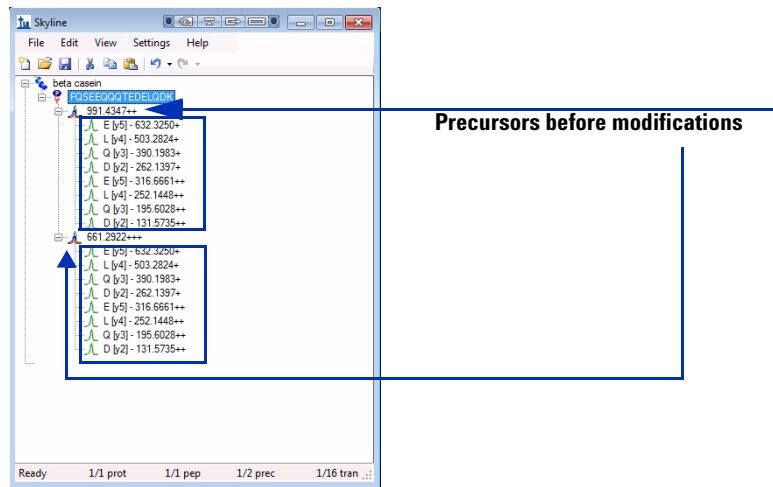 Skyline
File Edit View Settings Help
beta casein
FQSEEQQQTEDELQDK
991.4347++
Precursors before modifications
E [y5] - 632.3250+
L [y4] - 503.2824+
Q [y3] - 390.1983+
D [y2] - 262.1397+
E [y5] - 316.6661++
L [y4] - 252.1448++
Q [y3] - 195.6028++
D [y2] - 131.5735++
661.2922+++
E [y5] - 632.3250+
L [y4] - 503.2824+
Q [y3] - 390.1983+
D [y2] - 262.1397+
E [y5] - 316.6661++
L [y4] - 252.1448++
Q [y3] - 195.6028++
D [y2] - 131.5735++
Ready 1/1 prot 1/1 pep 1/2 prec 1/16 tran